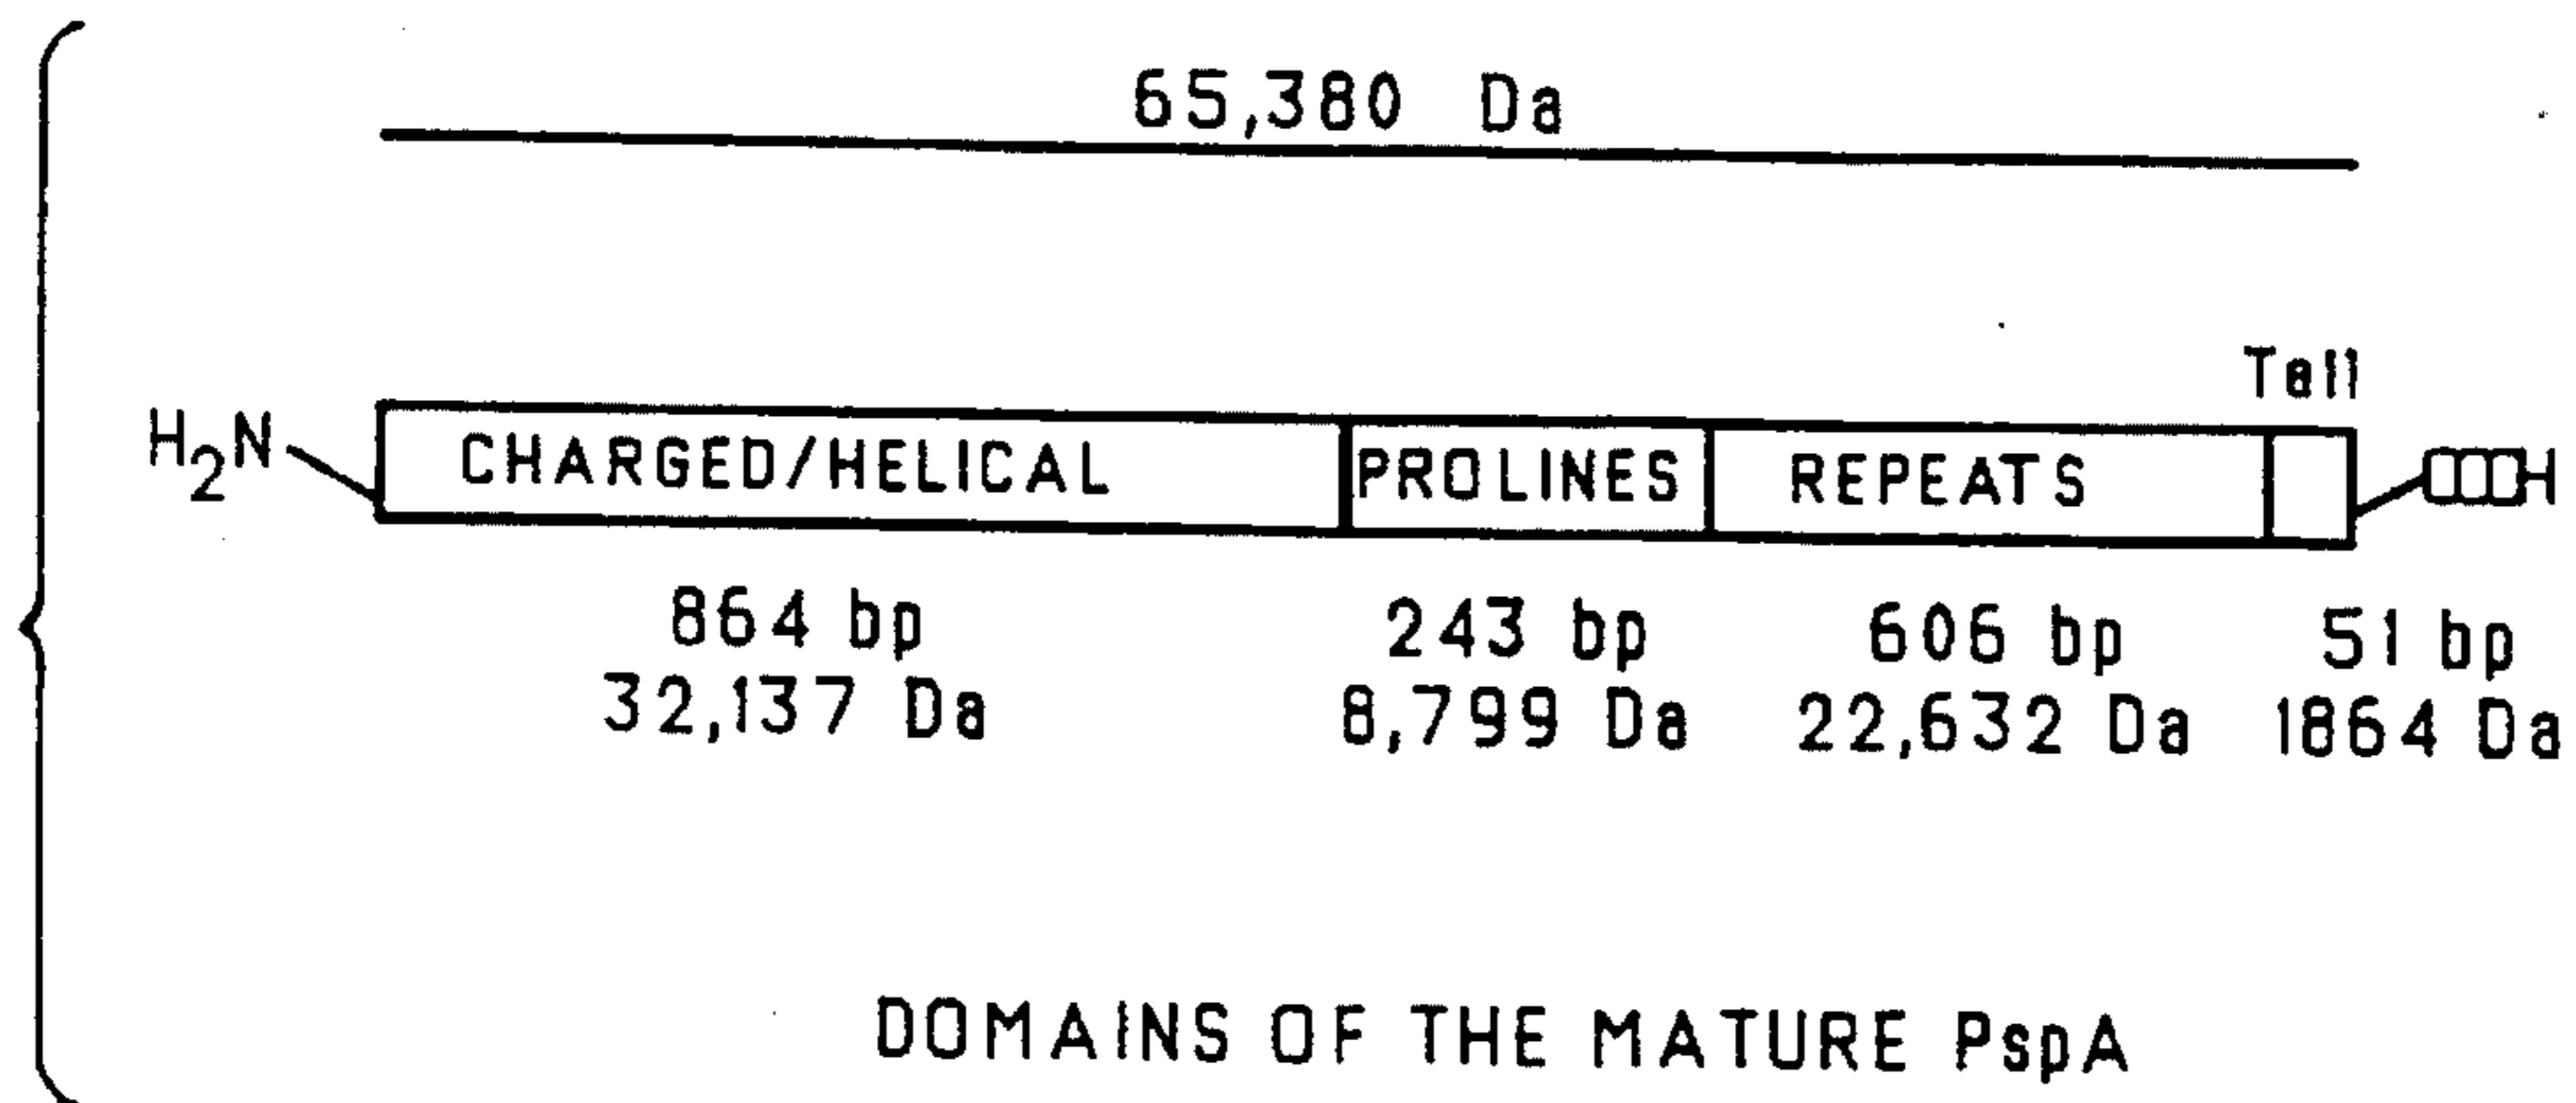 65,380 Da
Tail
H₂N CHARGED/HELICAL PROLINES REPEATS COOH
864 bp 243 bp 606 bp 51 bp
32,137 Da 8,799 Da 22,632 Da 1864 Da
DOMAINS OF THE MATURE PspA